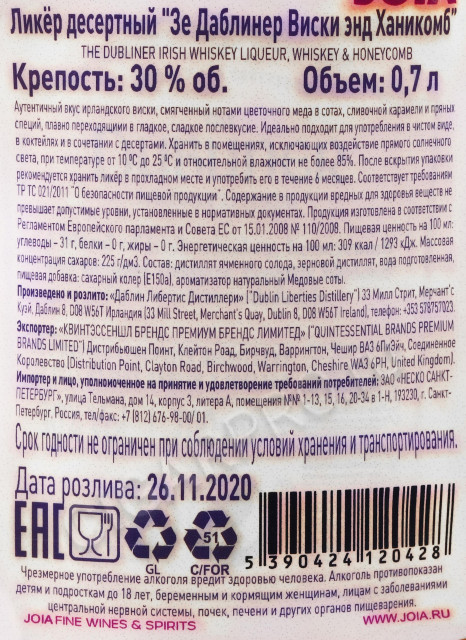 JOIA
Ликёр десертный "Зе Даблинер Виски энд Ханикомб"
THE DUBLINER IRISH WHISKEY LIQUEUR, WHISKEY & HONEYCOMB
Крепость: 30 % об. Объем: 0,7 л
Аутентичный вкус ирландского виски, смягченный нотами цветочного меда в сотах, сливочной карамели и пряных
специй, плавно переходящими в гладкое, сладкое послевкусие. Идеально подходит для употребления в чистом виде,
в коктейлях и в сочетании с десертами. Хранить в помещениях, исключающих воздействие прямого солнечного
света, при температуре от 10 ºС до 25 ºС и относительной влажности не более 85%. После вскрытия упаковки
рекомендуется хранить ликёр в прохладном месте и употребить его в течение 6 месяцев. Соответствует требованиям
ТР ТС 021/2011 "О безопасности пищевой продукции". Содержание в продукции вредных для здоровья веществ не
превышает допустимые уровни, установленные в нормативных документах. Продукция изготовлена в соответствии с
Регламентом Европейского парламента и Совета ЕС от 15.01.2008 № 110/2008. Пищевая ценность на 100 мл:
углеводы – 31 г, белки – 0 г, жиры – 0 г. Энергетическая ценность на 100 мл: 309 ккал / 1293 кДж. Массовая
концентрация сахаров: 225 г/дм3. Состав: дистиллят ячменного солода, зерновой дистиллят, вода подготовленная,
пищевая добавка: сахарный колер (Е150а), ароматизатор натуральный Медовые соты.
Произведено и розлито: «Даблин Либертис Дистиллери» ("Dublin Liberties Distillery") 33 Милл Стрит, Мерчант'с
Куэй, Даблин 8, D08 W56T Ирландия (33 Mill Street, Merchant's Quay, Dublin 8, D08 W56T Ireland), телефон: +353 578757023.
Экспортер: «КВИНТЭССЕНШЛ БРЕНДС ПРЕМИУМ БРЕНДС ЛИМИТЕД» ("QUINTESSENTIAL BRANDS PREMIUM
BRANDS LIMITED") Дистрибьюшен Поинт, Клейтон Роад, Бирчвуд, Варрингтон, Чешир ВА3 6ПиЭйч, Соединенное
Королевство (Distribution Point, Clayton Road, Birchwood, Warrington, Cheshire WA3 6PH, United Kingdom).
Импортер и лицо, уполномоченное на принятие и удовлетворение требований потребителей: ЗАО «НЕСКО САНКТ-
ПЕТЕРБУРГ», улица Тельмана, дом 14, корпус 3, литера А, помещения №№ 1-13, 15, 16, 20-34 в 1-Н, 193230, г. Санкт-
Петербург. Россия, тел/факс: +7 (812) 676-98-00/ 01.
Срок годности не ограничен при соблюдении условий хранения и транспортирования.
Дата розлива: 26.11.2020
EAC GL 51 C/FOR 5 390424 120428
Чрезмерное употребление алкоголя вредит здоровью человека. Алкоголь противопоказан
детям и подросткам до 18 лет, беременным и кормящим женщинам, лицам с заболеваниями
центральной нервной системы, почек, печени и других органов пищеварения.
JOIA FINE WINES & SPIRITS WWW.JOIA.RU